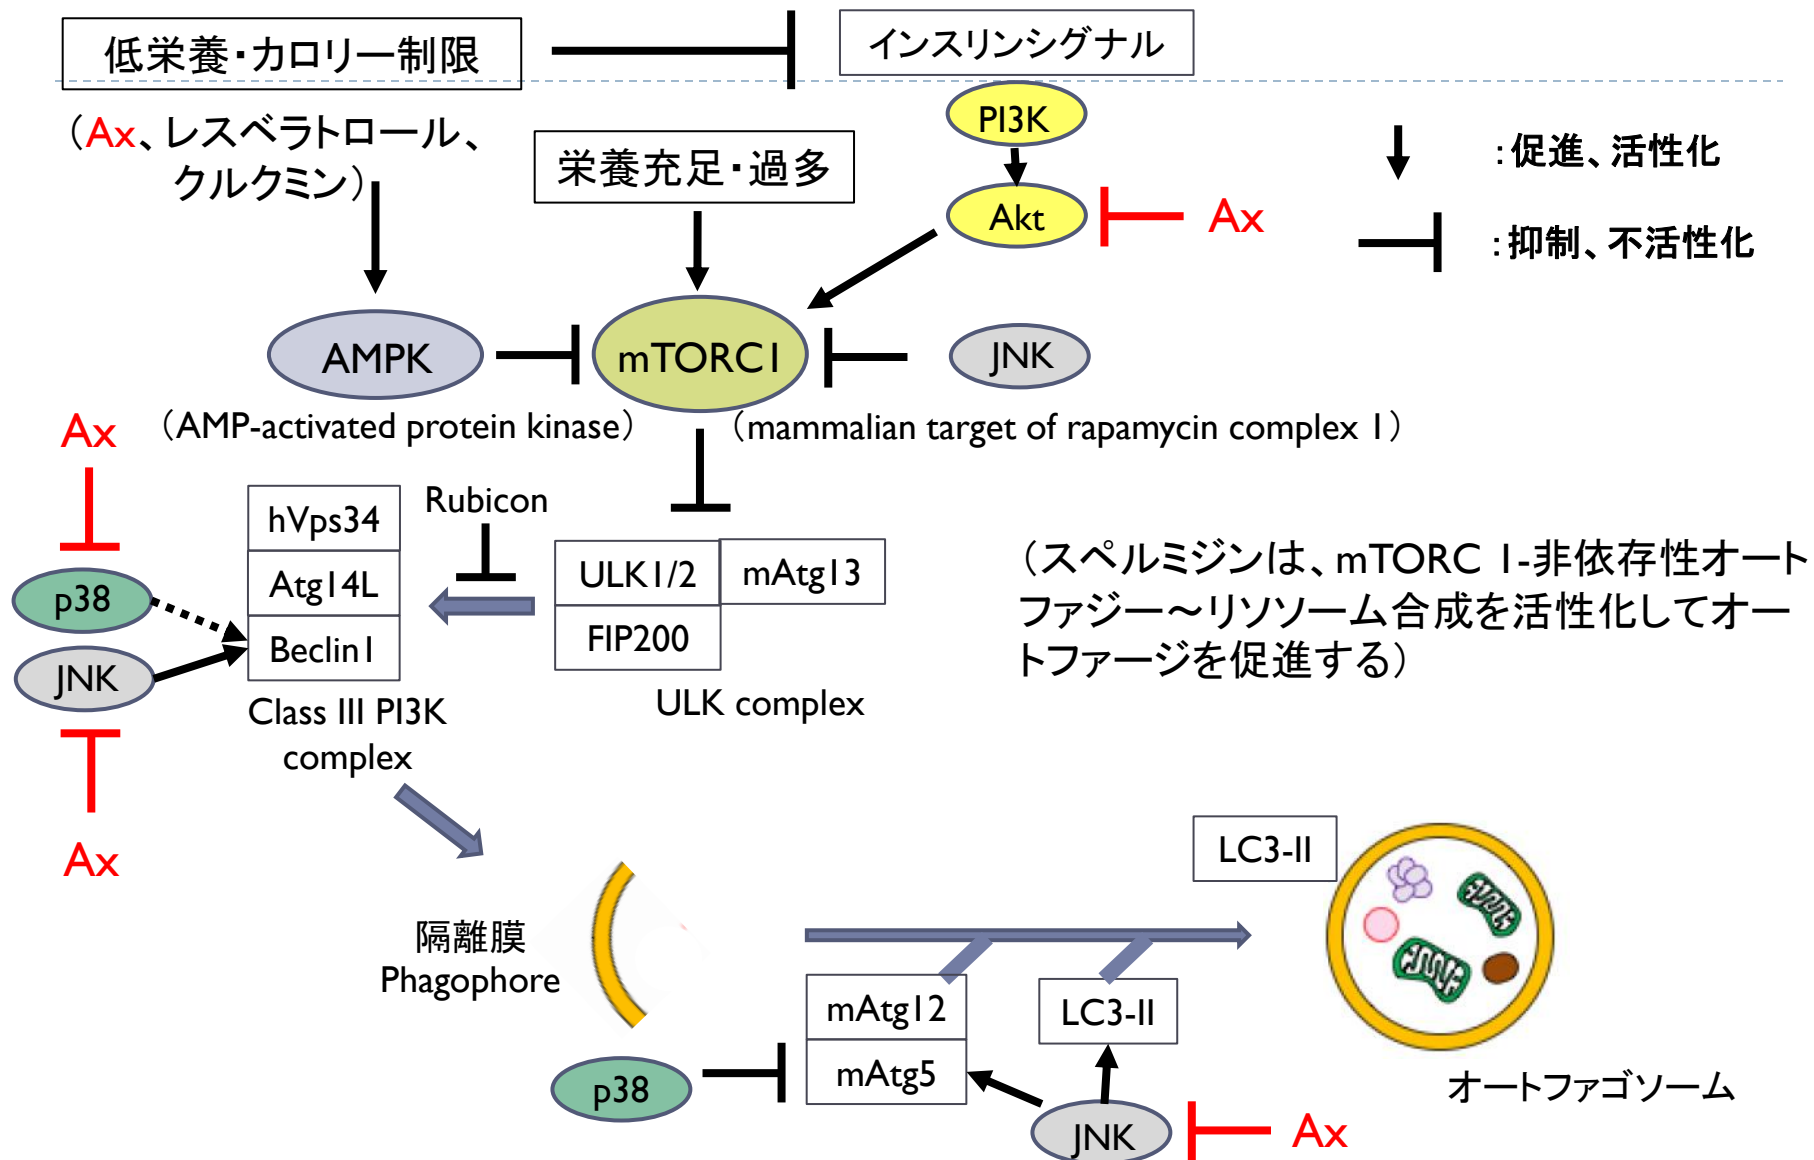 低栄養・カロリー制限
インスリンシグナル
（Ax、レスベラトロール、
クルクミン）
栄養充足・過多
PI3K
Akt
Ax
：促進、活性化
：抑制、不活性化
AMPK
mTORC1
JNK
（AMP-activated protein kinase）
（mammalian target of rapamycin complex 1）
Ax
hVps34
Atg14L
Beclin1
Rubicon
ULK1/2
mAtg13
FIP200
p38
JNK
Class III PI3K
complex
ULK complex
（スペルミジンは、mTORC 1-非依存性オート
ファジー～リソソーム合成を活性化してオー
トファージを促進する）
Ax
LC3-II
隔離膜
Phagophore
mAtg12
mAtg5
LC3-II
p38
JNK
Ax
オートファゴソーム